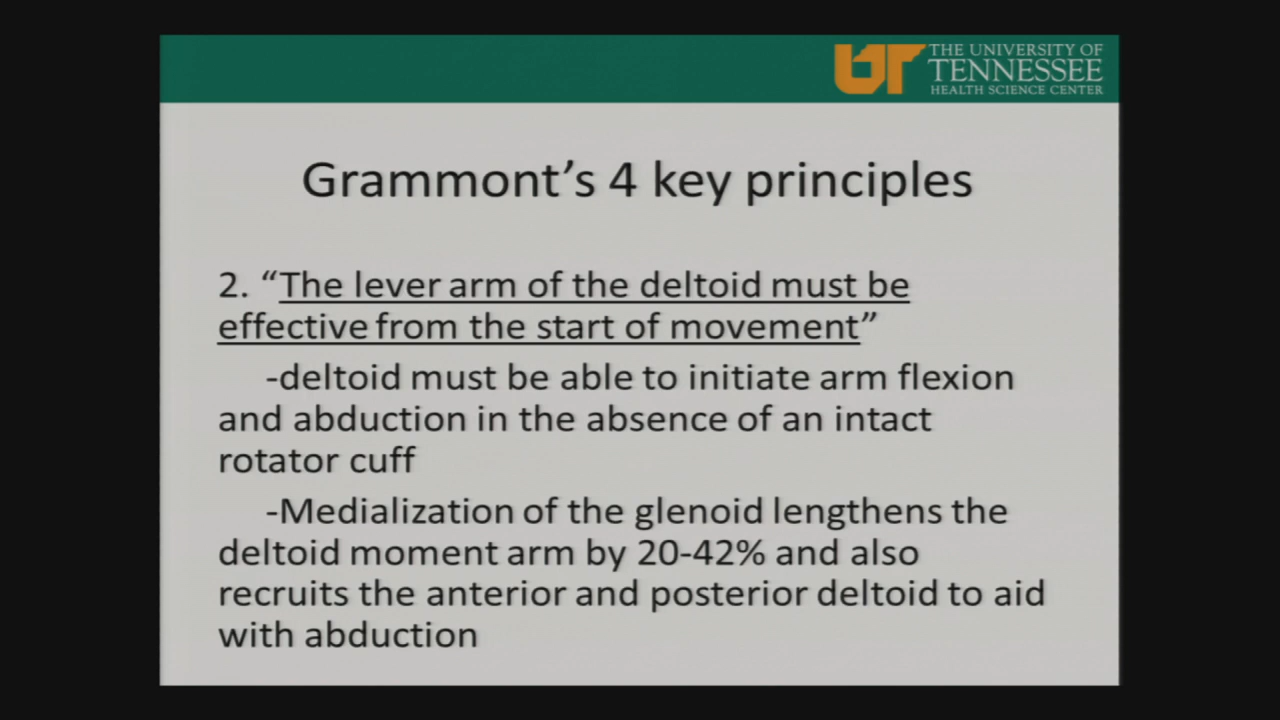 UT THE UNIVERSITY OF
TENNESSEE
HEALTH SCIENCE CENTER
Grammont’s 4 key principles
2. “The lever arm of the deltoid must be
effective from the start of movement”
-deltoid must be able to initiate arm flexion
and abduction in the absence of an intact
rotator cuff
-Medialization of the glenoid lengthens the
deltoid moment arm by 20-42% and also
recruits the anterior and posterior deltoid to aid
with abduction